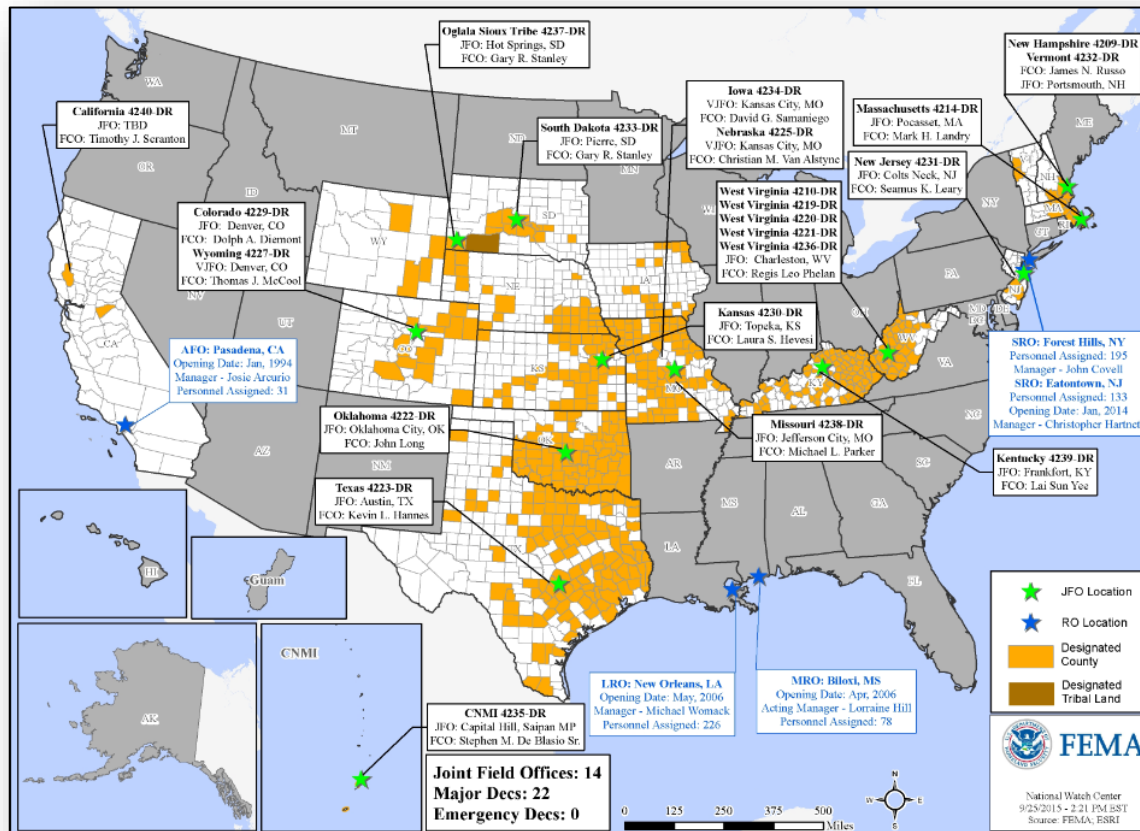 Oglala Sioux Tribe 4237-DR
JFO: Hot Springs, SD
FCO: Gary R. Stanley
New Hampshire 4209-DR
Vermont 4232-DR
FCO: James N. Russo
JFO: Portsmouth, NH
California 4240-DR
JFO: TBD
FCO: Timothy J. Scranton
South Dakota 4233-DR
JFO: Pierre, SD
FCO: Gary R. Stanley
Iowa 4234-DR
VJFO: Kansas City, MO
FCO: David G. Samaniego
Nebraska 4225-DR
VJFO: Kansas City, MO
FCO: Christian M. Van Alstyne
Massachusetts 4214-DR
JFO: Pocasset, MA
FCO: Mark H. Landry
New Jersey 4231-DR
JFO: Colts Neck, NJ
FCO: Seamus K. Leary
Colorado 4229-DR
JFO: Denver, CO
FCO: Dolph A. Diemont
Wyoming 4227-DR
VJFO: Denver, CO
FCO: Thomas J. McCool
West Virginia 4210-DR
West Virginia 4219-DR
West Virginia 4220-DR
West Virginia 4221-DR
West Virginia 4236-DR
JFO: Charleston, WV
FCO: Regis Leo Phelan
Kansas 4230-DR
JFO: Topeka, KS
FCO: Laura S. Hevesi
AFO: Pasadena, CA
Opening Date: Jan, 1994
Manager - Josie Arcurio
Personnel Assigned: 31
SRO: Forest Hills, NY
Personnel Assigned: 195
Manager - John Covell
SRO: Eatontown, NJ
Personnel Assigned: 133
Opening Date: Jan, 2014
Manager - Christopher Hartnet
Oklahoma 4222-DR
JFO: Oklahoma City, OK
FCO: John Long
Missouri 4238-DR
JFO: Jefferson City, MO
FCO: Michael L. Parker
Kentucky 4239-DR
JFO: Frankfort, KY
FCO: Lai Sun Yee
Texas 4223-DR
JFO: Austin, TX
FCO: Kevin L. Hannes
LRO: New Orleans, LA
Opening Date: May, 2006
Manager - Michael Womack
Personnel Assigned: 226
MRO: Biloxi, MS
Opening Date: Apr, 2006
Acting Manager - Lorraine Hill
Personnel Assigned: 78
CNMI 4235-DR
JFO: Capital Hill, Saipan MP
FCO: Stephen M. De Blasio Sr.
Joint Field Offices: 14
Major Decs: 22
Emergency Decs: 0
WA
MT
ND
ME
OR
ID
SD
MN
NH
NY
MA
CT
WY
IA
NE
PA
NJ
NV
UT
CO
KS
MO
KY
WV
CA
AZ
NM
OK
AR
NC
SC
MS
AL
GA
TX
LA
FL
HI
Guam
AK
CNMI
JFO Location
RO Location
Designated
County
Designated
Tribal Land
FEMA
National Watch Center
9/25/2015 - 2:21 PM EST
Source: FEMA; ESRI
0 125 250 375 500
Miles
N
W E
S